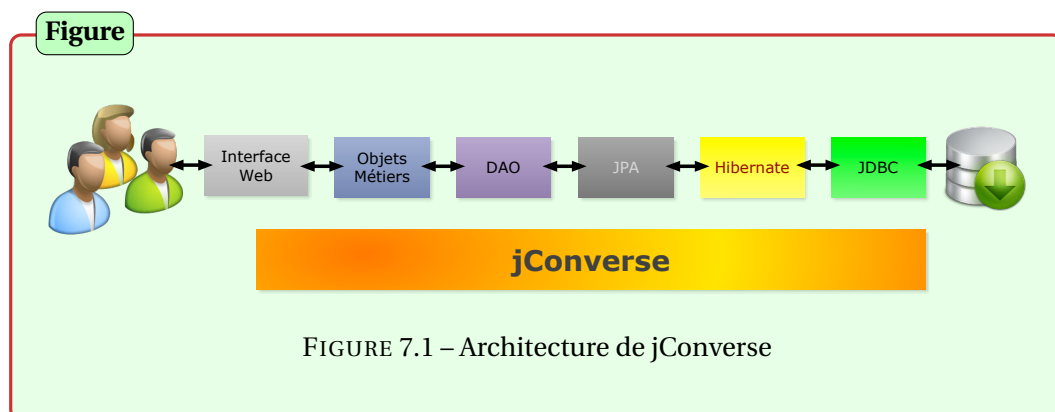 Figure
Interface
Web
Objets
Métiers
DAO
JPA
Hibernate
JDBC
jConverse
FIGURE 7.1 – Architecture de jConverse